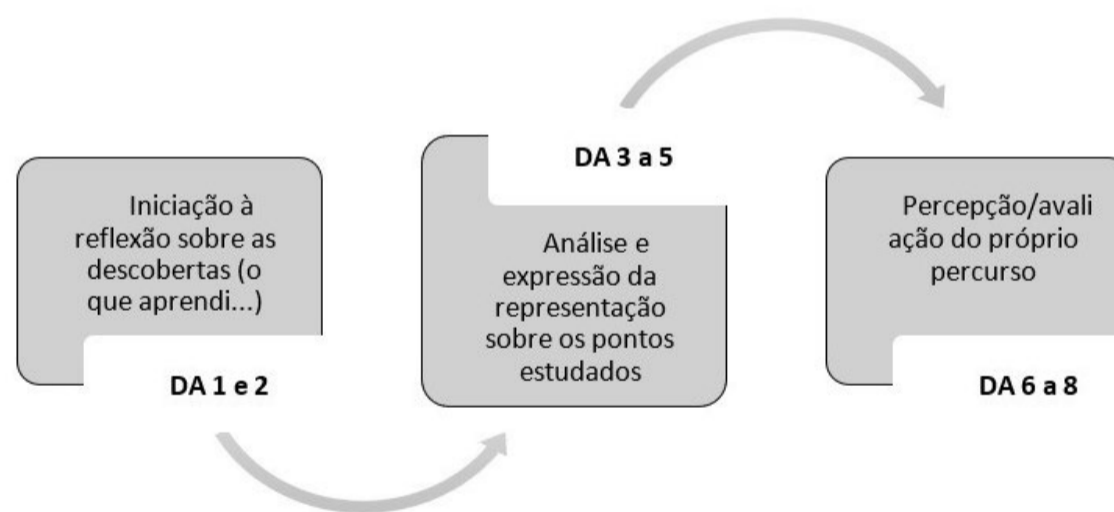 Iniciação à
reflexão sobre as
descobertas (o
que aprendi...)
DA 1 e 2
DA 3 a 5
Análise e
expressão da
representação
sobre os pontos
estudados
Percepção/avali
ação do próprio
percurso
DA 6 a 8